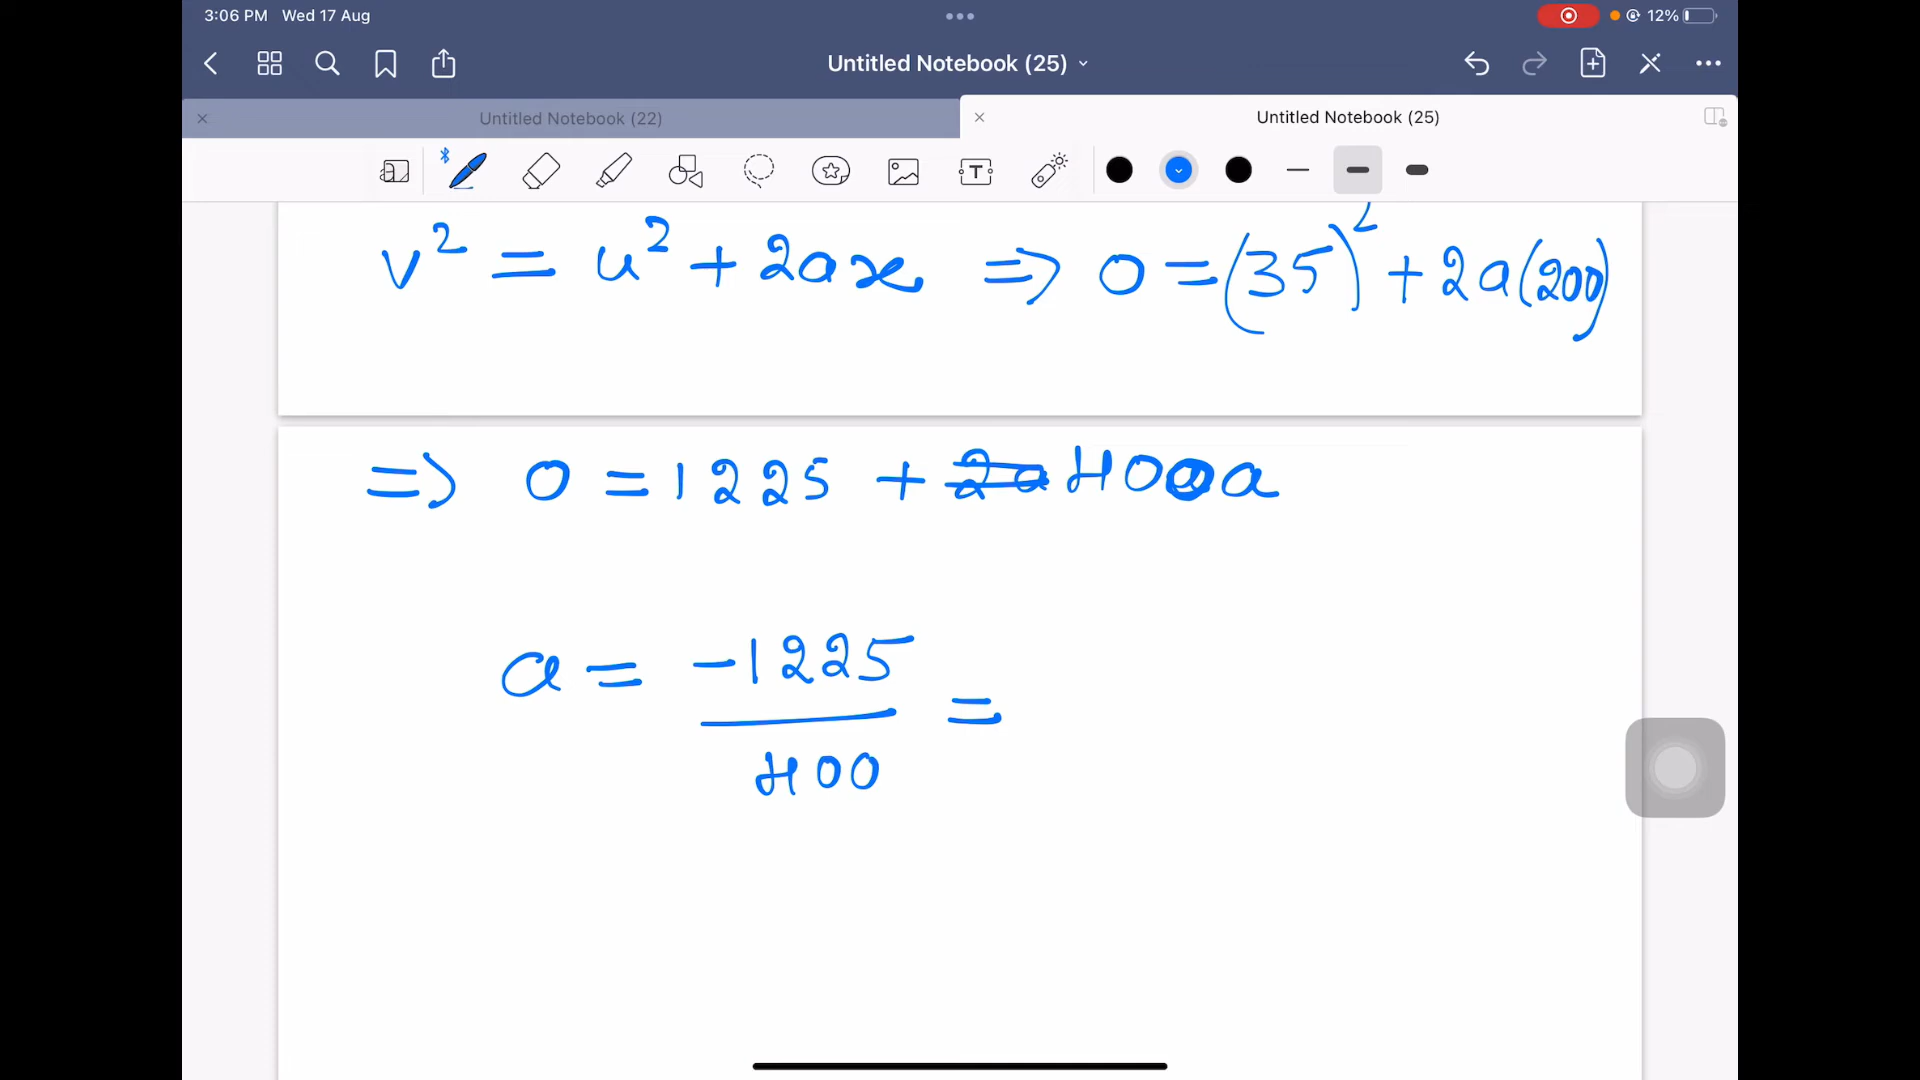 3:06 PM Wed 17 Aug
12%
Untitled Notebook (25)
Untitled Notebook (22)
Untitled Notebook (25)
v² = u² + 2ax ⇒ 0 = (35)² + 2a(200)
⇒ 0 = 1225 + 400a
a = -1225/400 =